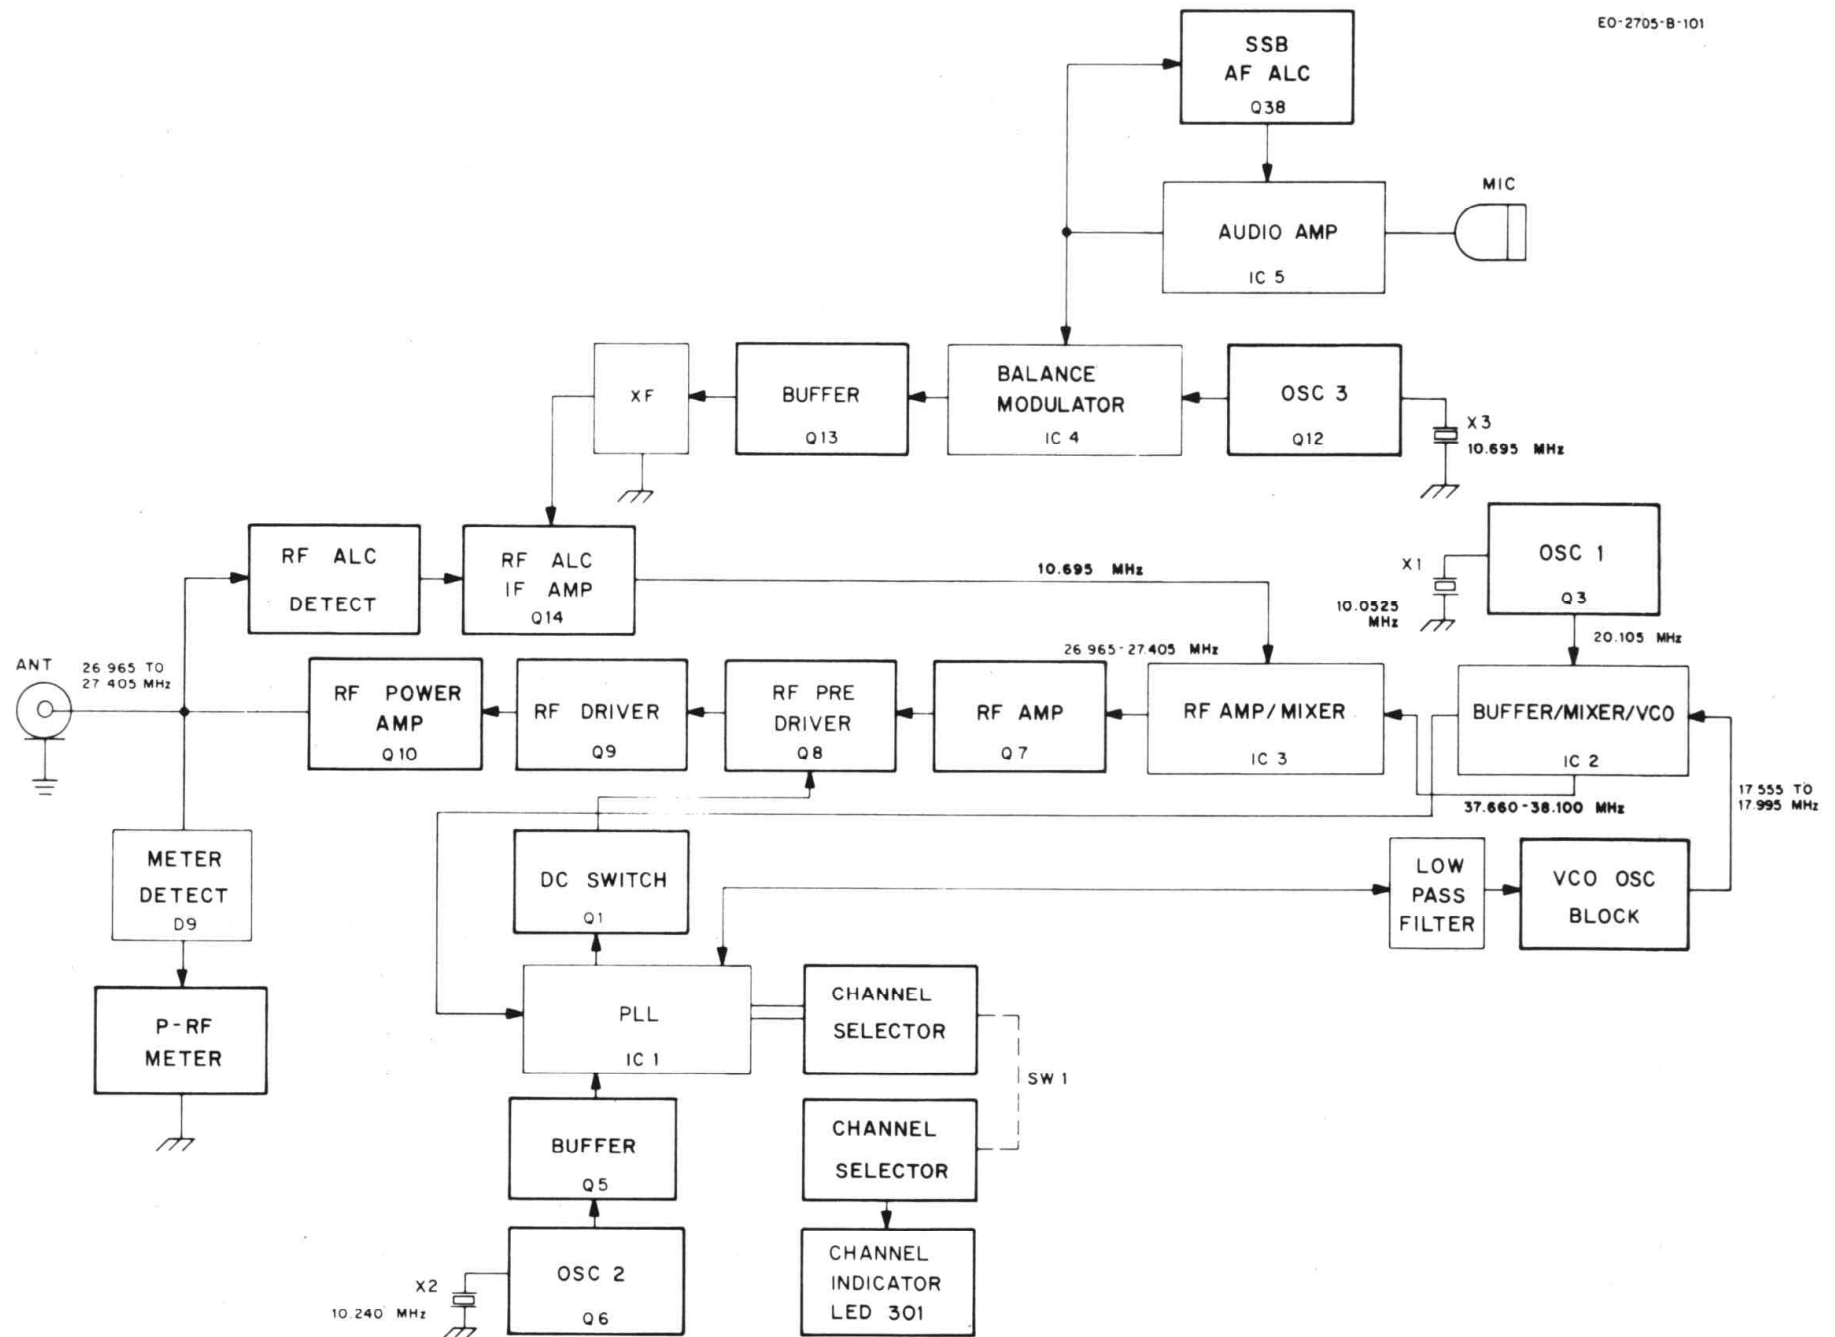 EO-2705-B-101
SSB
AF ALC
Q38
MIC
AUDIO AMP
IC 5
XF
BUFFER
Q13
BALANCE
MODULATOR
IC 4
OSC 3
Q12
X3
10.695 MHz
RF ALC
DETECT
RF ALC
IF AMP
Q14
10.695 MHz
X1
10.0525
MHz
OSC 1
Q3
20.105 MHz
ANT
26 965 TO
27 405 MHz
RF POWER
AMP
Q10
RF DRIVER
Q9
RF PRE
DRIVER
Q8
RF AMP
Q7
26 965-27.405 MHz
RF AMP/MIXER
IC 3
BUFFER/MIXER/VCO
IC 2
37.660-38.100 MHz
17 555 TO
17.995 MHz
METER
DETECT
D9
DC SWITCH
Q1
LOW
PASS
FILTER
VCO OSC
BLOCK
P-RF
METER
PLL
IC 1
CHANNEL
SELECTOR
SW 1
BUFFER
Q5
CHANNEL
SELECTOR
X2
10.240 MHz
OSC 2
Q6
CHANNEL
INDICATOR
LED 301